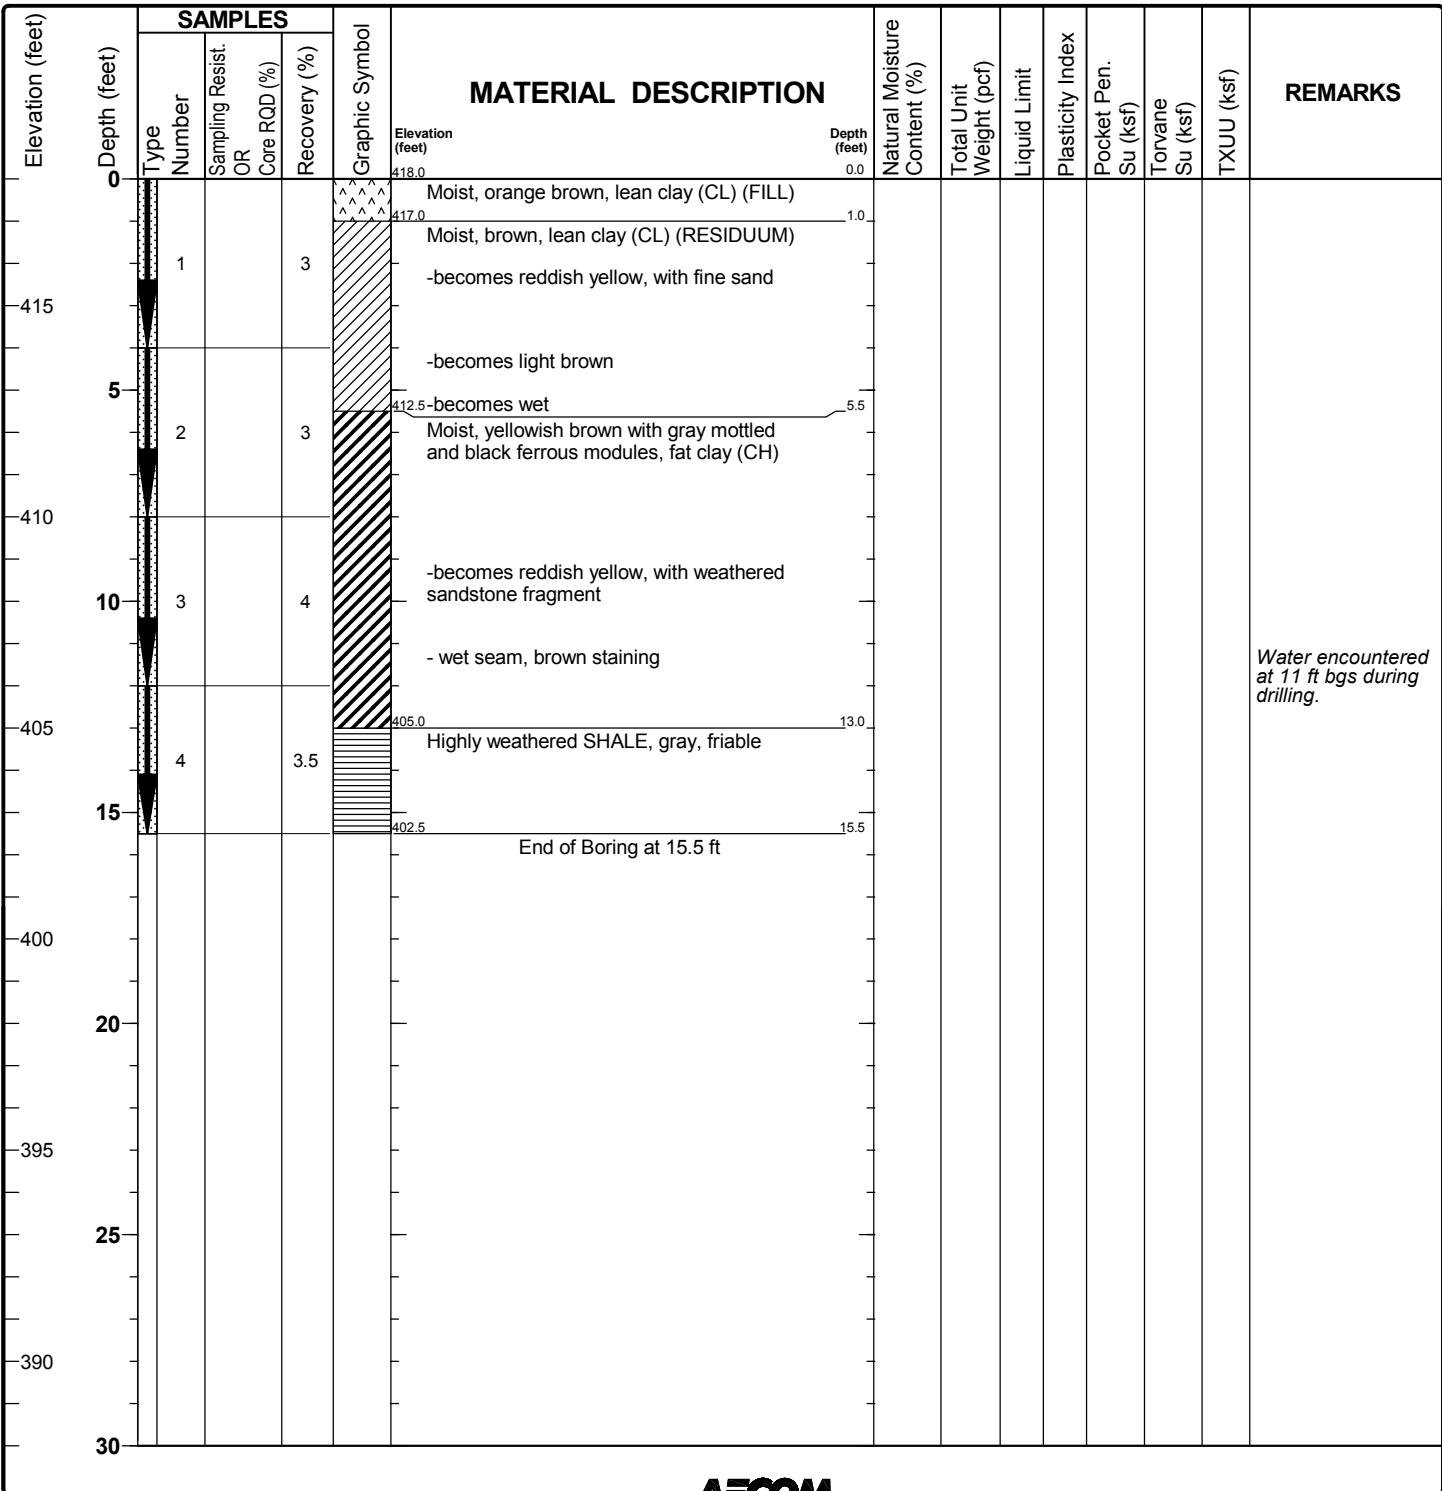 Elevation (feet)
Depth (feet)
SAMPLES
Type
Number
Sampling Resist.
OR
Core RQD (%)
Recovery (%)
Graphic Symbol
MATERIAL DESCRIPTION
Elevation
(feet)
Depth
(feet)
Natural Moisture
Content (%)
Total Unit
Weight (pcf)
Liquid Limit
Plasticity Index
Pocket Pen.
Su (ksf)
Torvane
Su (ksf)
TXUU (ksf)
REMARKS
418.0 0.0
0
Moist, orange brown, lean clay (CL) (FILL)
417.0 1.0
Moist, brown, lean clay (CL) (RESIDUUM)
1 3
-becomes reddish yellow, with fine sand
415
-becomes light brown
5
412.5 -becomes wet 5.5
Moist, yellowish brown with gray mottled
2 3
and black ferrous modules, fat clay (CH)
410
-becomes reddish yellow, with weathered
sandstone fragment
10 3 4
- wet seam, brown staining
Water encountered
at 11 ft bgs during
drilling.
405
405.0 13.0
Highly weathered SHALE, gray, friable
4 3.5
15
402.5 15.5
End of Boring at 15.5 ft
400
20
395
25
390
30
AECOM